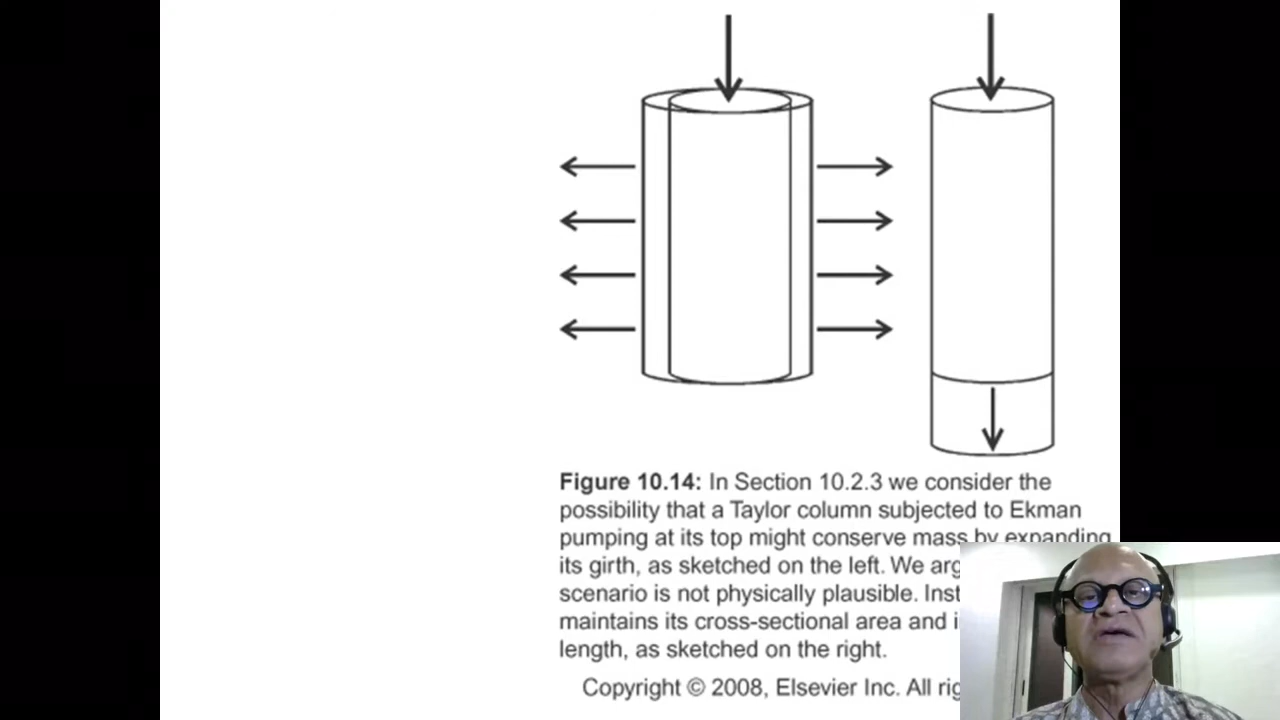 Figure 10.14: In Section 10.2.3 we consider the
possibility that a Taylor column subjected to Ekman
pumping at its top might conserve mass by expanding
its girth, as sketched on the left. We
scenario is not physically plausible.
maintains its cross-sectional area and
length, as sketched on the right.
Copyright © 2008, Elsevier Inc. All